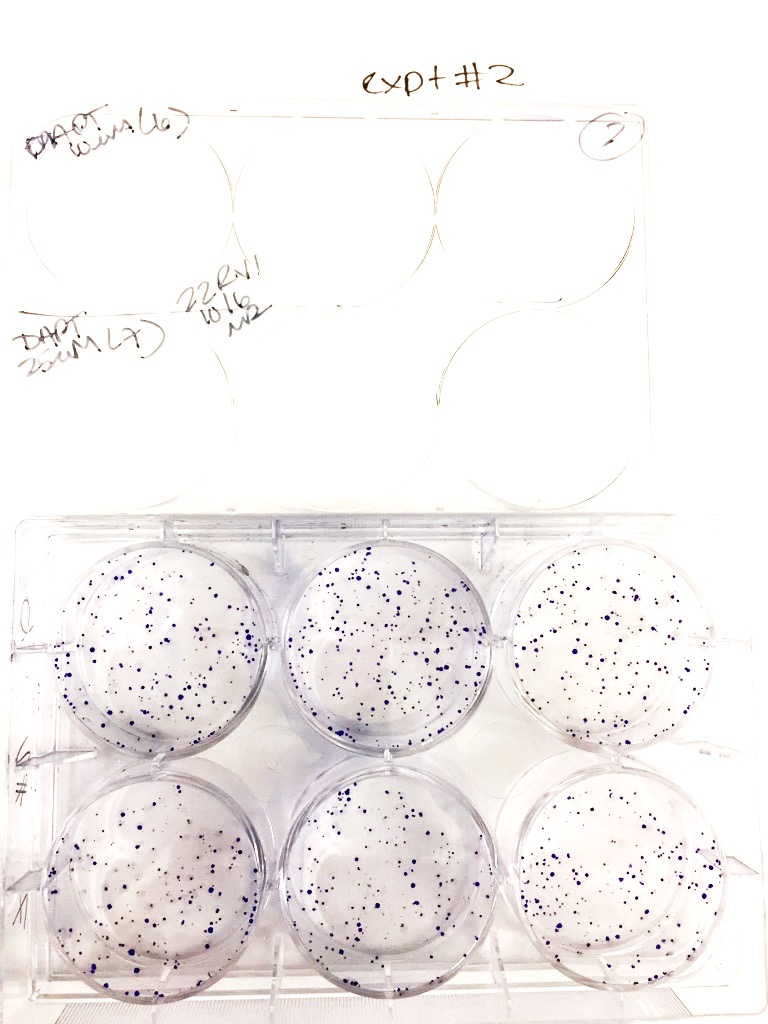 expt #2
DAPT
10uM (6)
?
22RV1
10 16
DAPT
25uM (7)